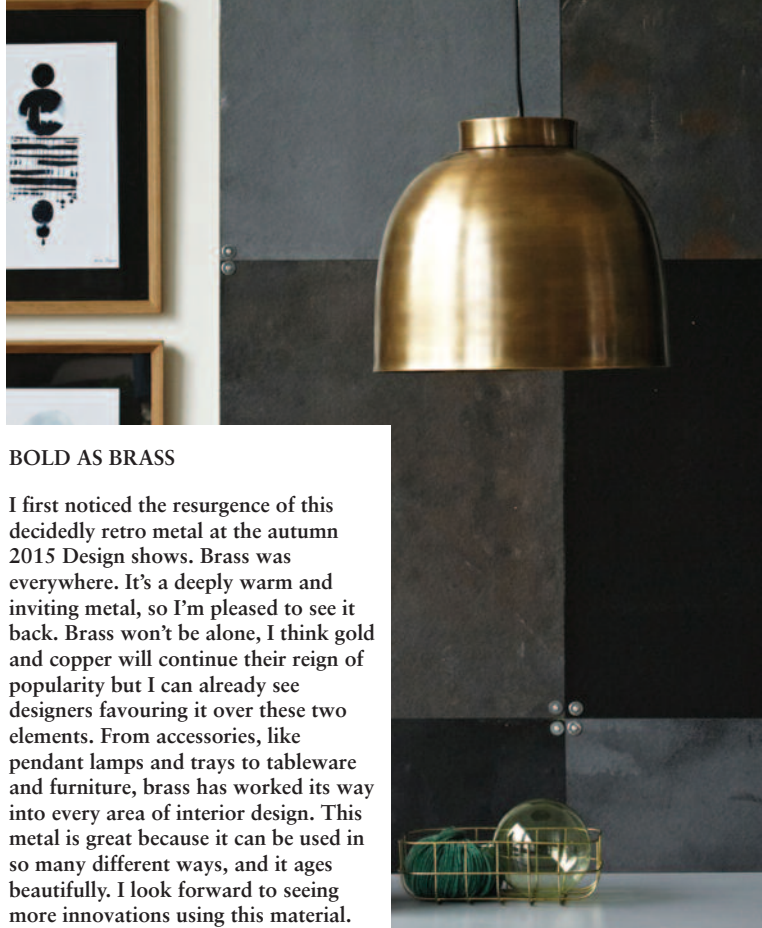 BOLD AS BRASS
I first noticed the resurgence of this
decidedly retro metal at the autumn
2015 Design shows. Brass was
everywhere. It's a deeply warm and
inviting metal, so I'm pleased to see it
back. Brass won't be alone, I think gold
and copper will continue their reign of
popularity but I can already see
designers favouring it over these two
elements. From accessories, like
pendant lamps and trays to tableware
and furniture, brass has worked its way
into every area of interior design. This
metal is great because it can be used in
so many different ways, and it ages
beautifully. I look forward to seeing
more innovations using this material.